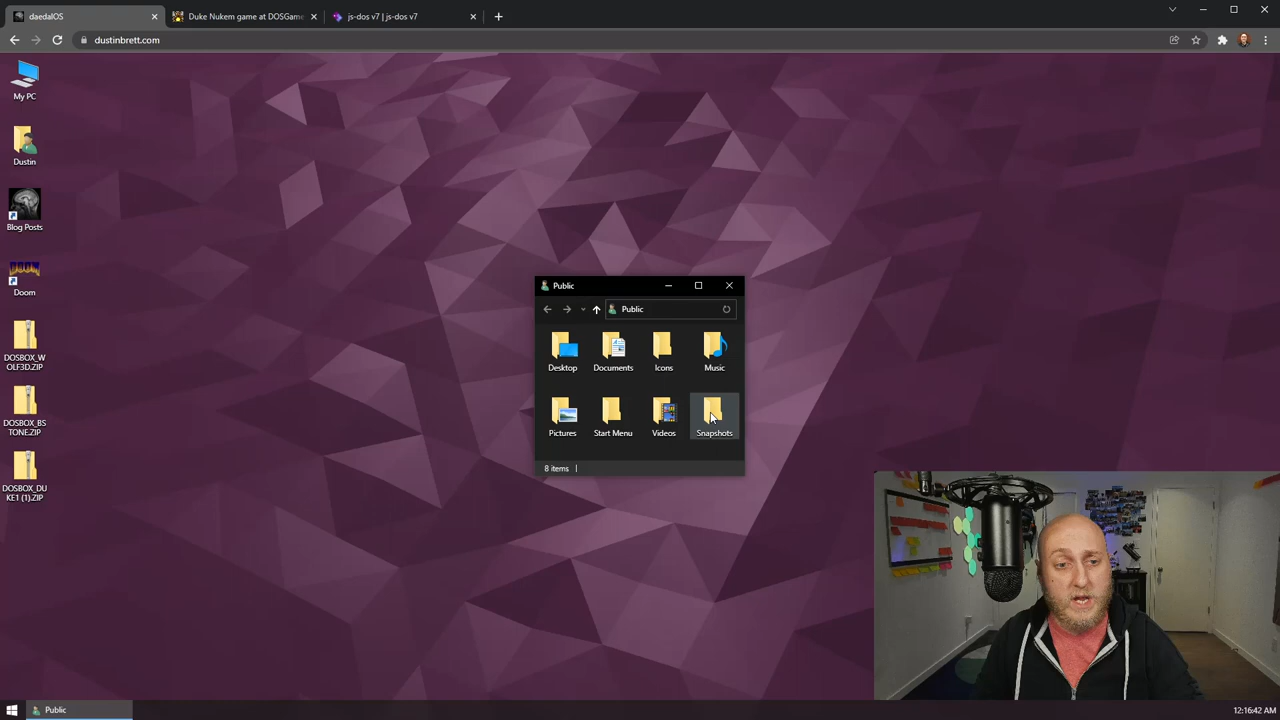 daedalOS
Duke Nukem game at DOSGame
js-dos v7 | js-dos v7
dustinbrett.com
My PC
Dustin
Blog Posts
Doom
DOSBOX_W
OLF3D.ZIP
DOSBOX_BS
TONE.ZIP
DOSBOX_DU
KE1 (1).ZIP
Public
Public
Desktop
Documents
Icons
Music
Pictures
Start Menu
Videos
Snapshots
8 items
Public
12:16:42 AM